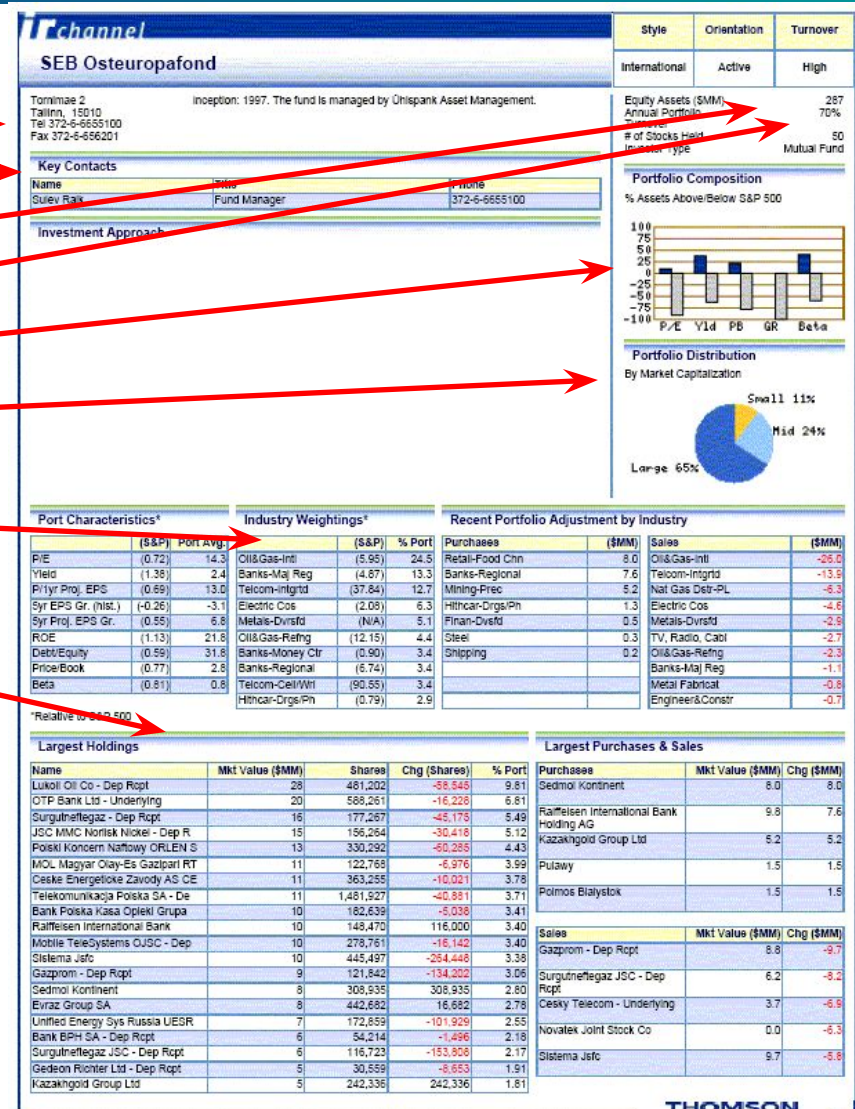 ir channel
SEB Osteuropafond
Style Orientation Turnover
International Active High
Tornimae 2
Tallinn, 15010
Tel 372-6-6655100
Fax 372-6-656201
Inception: 1997. The fund is managed by Ühispank Asset Management.
Equity Assets ($MM) 287
Annual Portfolio 70%
Turnover
# of Stocks Held 50
Investor Type Mutual Fund
Key Contacts
Name Title Phone
Sulev Raik Fund Manager 372-6-6655100
Investment Approach
Portfolio Composition
% Assets Above/Below S&P 500
100
75
50
25
0
-25
-50
-75
-100
P/E Yld PB GR Beta
Portfolio Distribution
By Market Capitalization
Small 11%
Mid 24%
Large 65%
Port Characteristics*
(S&P) Port Avg.
P/E (0.72) 14.3
Yield (1.38) 2.4
P/1yr Proj. EPS (0.69) 13.0
5yr EPS Gr. (hist.) (-0.26) -3.1
5yr Proj. EPS Gr. (0.55) 6.8
ROE (1.13) 21.8
Debt/Equity (0.59) 31.8
Price/Book (0.77) 2.8
Beta (0.81) 0.8
*Relative to S&P 500
Industry Weightings*
(S&P) % Port
Oil&Gas-Intl (5.95) 24.5
Banks-Maj Reg (4.87) 13.3
Telcom-Intgrtd (37.84) 12.7
Electric Cos (2.08) 6.3
Metals-Dvrsfd (N/A) 5.1
Oil&Gas-Refng (12.15) 4.4
Banks-Money Ctr (0.90) 3.4
Banks-Regional (6.74) 3.4
Telcom-Cell/Wrl (90.55) 3.4
Hlthcar-Drgs/Ph (0.79) 2.9
Recent Portfolio Adjustment by Industry
Purchases ($MM)
Retail-Food Chn 8.0
Banks-Regional 7.6
Mining-Prec 5.2
Hlthcar-Drgs/Ph 1.3
Finan-Dvsfd 0.5
Steel 0.3
Shipping 0.2
Sales ($MM)
Oil&Gas-Intl -26.0
Telcom-Intgrtd -13.9
Nat Gas Dstr-PL -6.3
Electric Cos -4.6
Metals-Dvrsfd -2.9
TV, Radio, Cabl -2.7
Oil&Gas-Refng -2.3
Banks-Maj Reg -1.1
Metal Fabricat -0.8
Engineer&Constr -0.7
Largest Holdings
Name Mkt Value ($MM) Shares Chg (Shares) % Port
Lukoil Oil Co - Dep Rcpt 28 481,202 -58,545 9.81
OTP Bank Ltd - Underlying 20 588,261 -16,228 6.81
Surgutneftegaz - Dep Rcpt 16 177,267 -45,175 5.49
JSC MMC Norilsk Nickel - Dep R 15 156,264 -30,418 5.12
Polski Koncern Naftowy ORLEN S 13 330,292 -60,285 4.43
MOL Magyar Olay-Es Gazipari RT 11 122,768 -6,976 3.99
Ceske Energeticke Zavody AS CE 11 363,255 -10,021 3.78
Telekomunikacja Polska SA - De 11 1,481,927 -40,881 3.71
Bank Polska Kasa Opieki Grupa 10 182,639 -5,038 3.41
Raiffeisen International Bank 10 148,470 116,000 3.40
Mobile TeleSystems OJSC - Dep 10 278,761 -16,142 3.40
Sistema Jsfc 10 445,497 -264,448 3.38
Gazprom - Dep Rcpt 9 121,842 -134,202 3.06
Sedmoi Kontinent 8 308,935 308,935 2.80
Evraz Group SA 8 442,682 16,682 2.78
Unified Energy Sys Russia UESR 7 172,859 -101,929 2.55
Bank BPH SA - Dep Rcpt 6 54,214 -1,496 2.18
Surgutneftegaz JSC - Dep Rcpt 6 116,723 -153,808 2.17
Gedeon Richter Ltd - Dep Rcpt 5 30,559 -8,653 1.91
Kazakhgold Group Ltd 5 242,336 242,336 1.81
Largest Purchases & Sales
Purchases Mkt Value ($MM) Chg ($MM)
Sedmoi Kontinent 8.0 8.0
Raiffeisen International Bank 9.8 7.6
Holding AG
Kazakhgold Group Ltd 5.2 5.2
Pulawy 1.5 1.5
Polmos Bialystok 1.5 1.5
Sales Mkt Value ($MM) Chg ($MM)
Gazprom - Dep Rcpt 8.8 -9.7
Surgutneftegaz JSC - Dep 6.2 -8.2
Rcpt
Cesky Telecom - Underlying 3.7 -6.9
Novatek Joint Stock Co 0.0 -6.3
Sistema Jsfc 9.7 -5.8
THOMSON